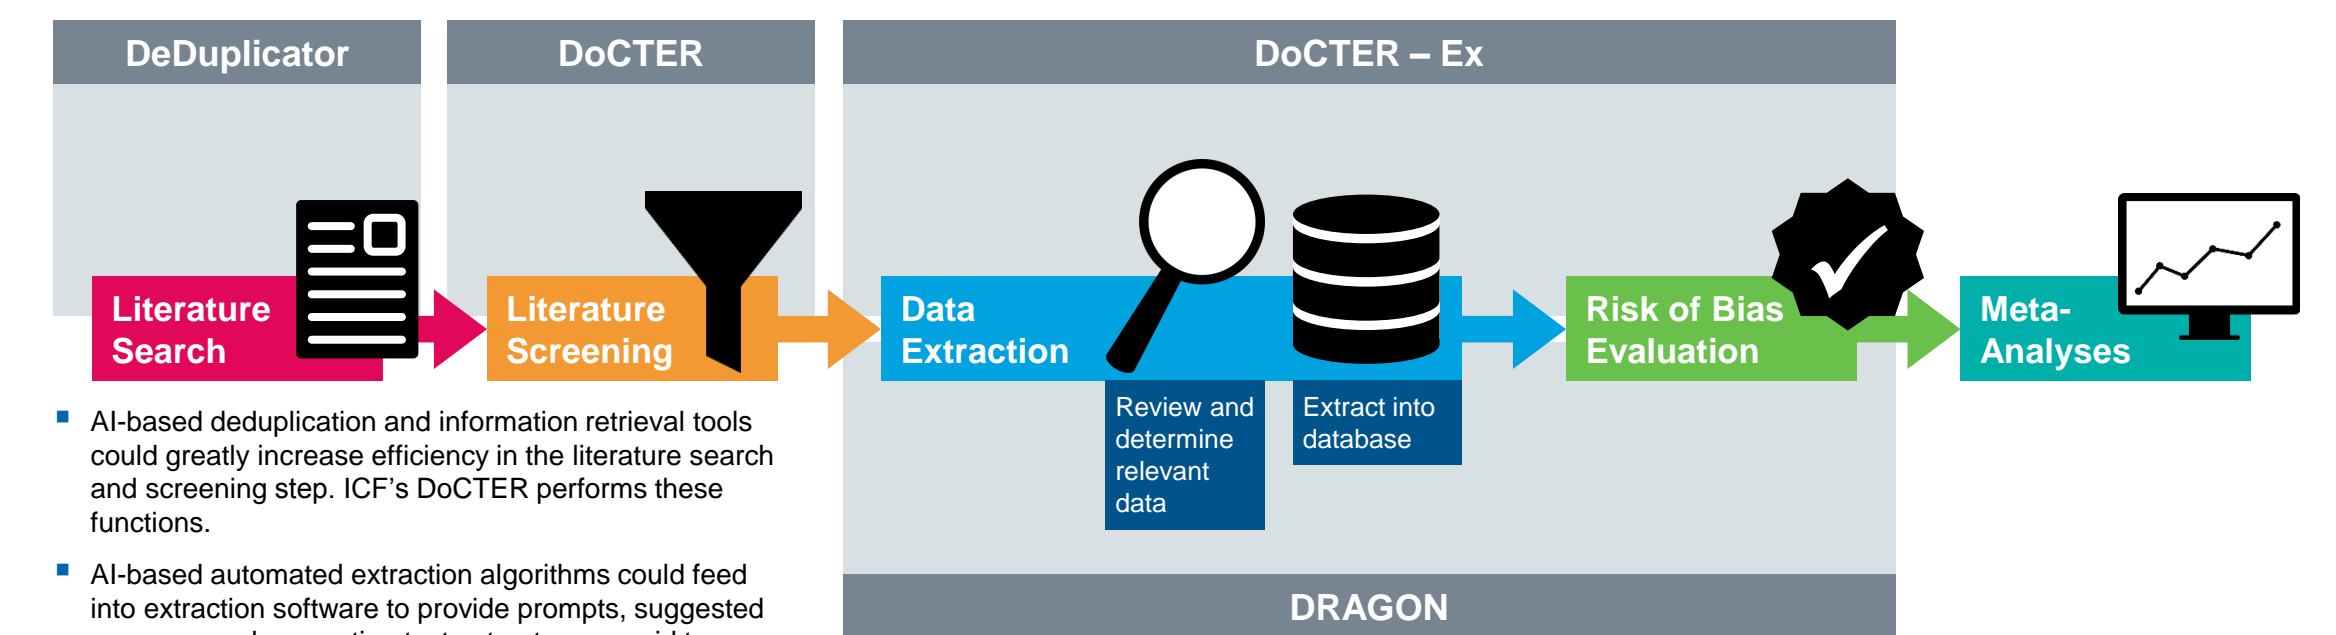 DeDuplicator
DoCTER
DoCTER – Ex
Literature
Search
Literature
Screening
Data
Extraction
Risk of Bias
Evaluation
Meta-
Analyses
Review and
determine
relevant
data
Extract into
database
▪ AI-based deduplication and information retrieval tools
could greatly increase efficiency in the literature search
and screening step. ICF's DoCTER performs these
functions.
▪ AI-based automated extraction algorithms could feed
into extraction software to provide prompts, suggested
DRAGON